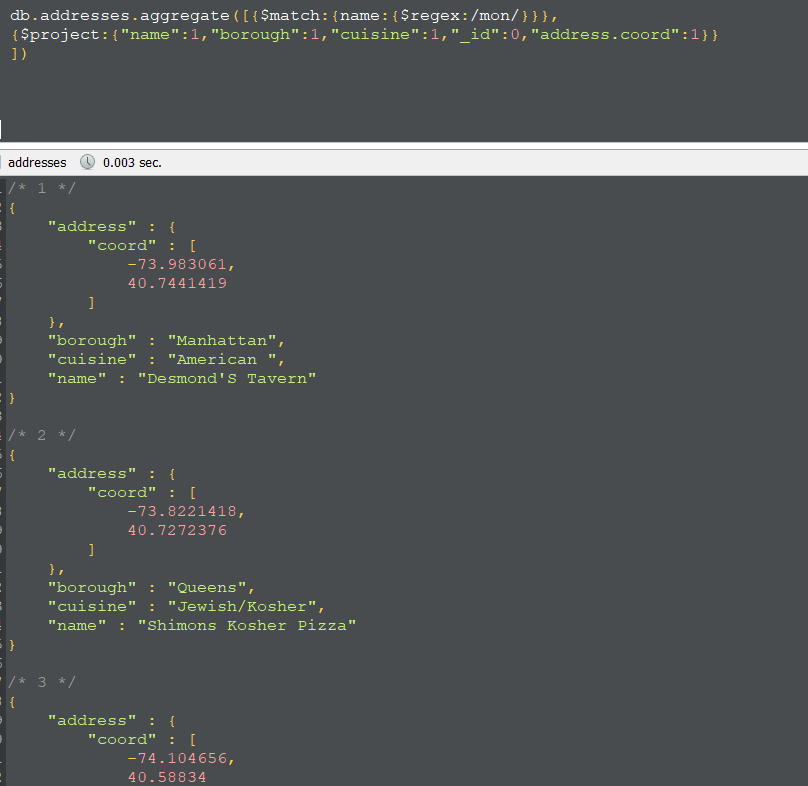 db.addresses.aggregate([{$match:{name:{$regex:/mon/}}},
{$project:{"name":1,"borough":1,"cuisine":1,"_id":0,"address.coord":1}}
])
addresses 0.003 sec.
/* 1 */
{
    "address" : {
        "coord" : [
            -73.983061,
            40.7441419
        ]
    },
    "borough" : "Manhattan",
    "cuisine" : "American ",
    "name" : "Desmond'S Tavern"
}
/* 2 */
{
    "address" : {
        "coord" : [
            -73.8221418,
            40.7272376
        ]
    },
    "borough" : "Queens",
    "cuisine" : "Jewish/Kosher",
    "name" : "Shimons Kosher Pizza"
}
/* 3 */
{
    "address" : {
        "coord" : [
            -74.104656,
            40.58834